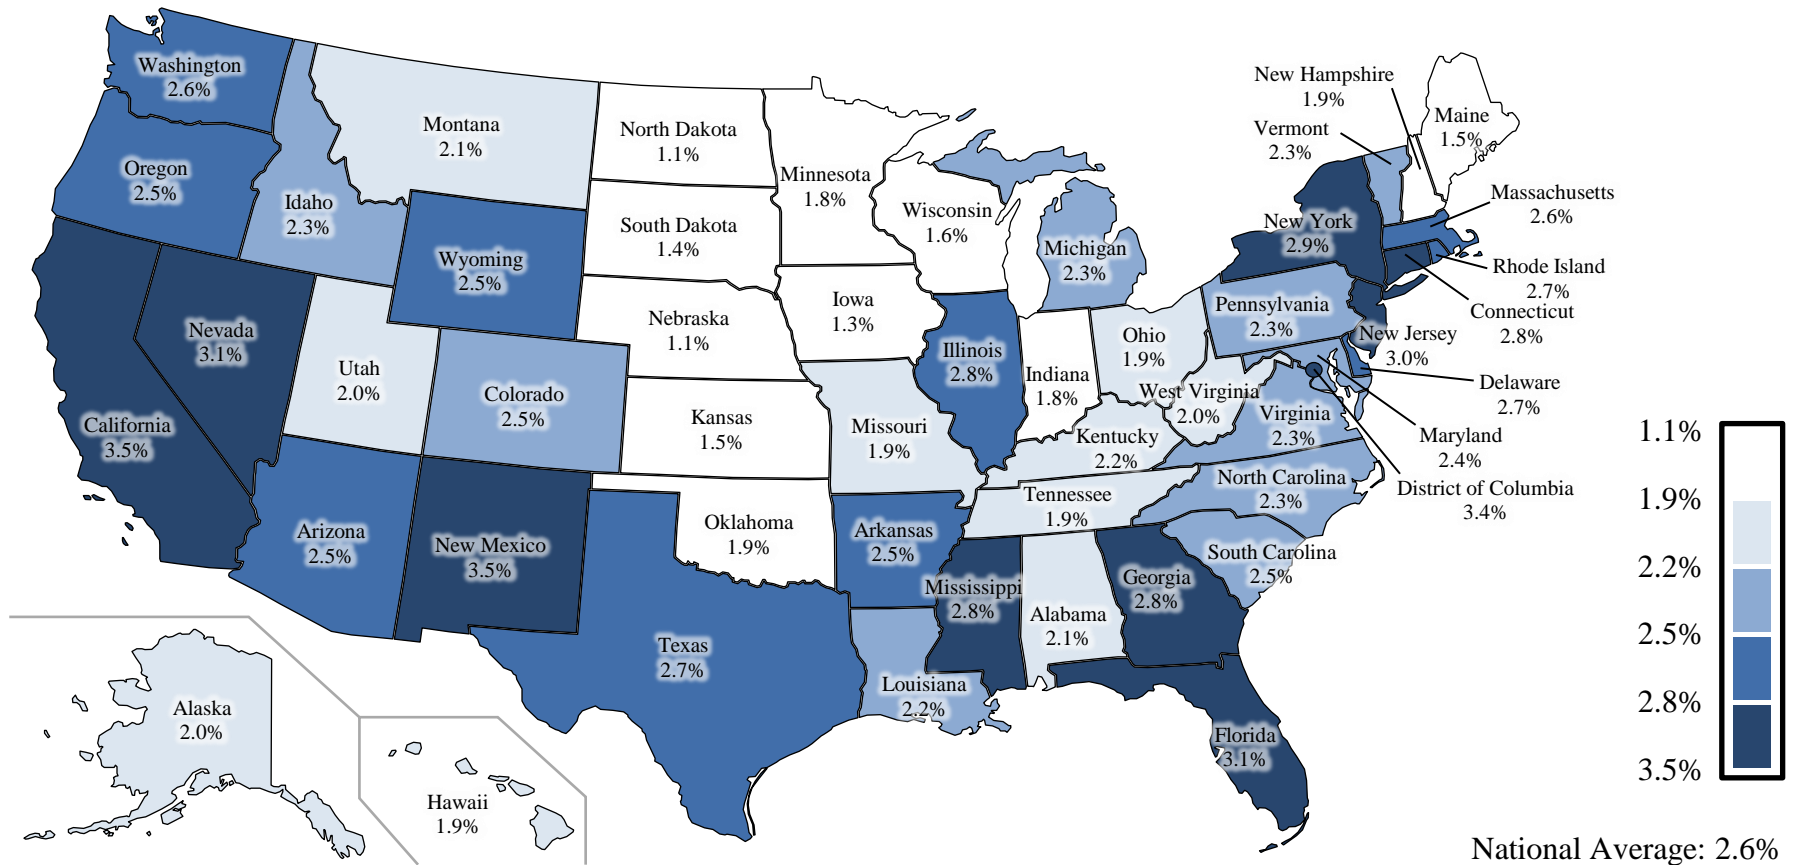 Washington
2.6%
Oregon
2.5%
California
3.5%
Nevada
3.1%
Idaho
2.3%
Montana
2.1%
Wyoming
2.5%
Utah
2.0%
Colorado
2.5%
Arizona
2.5%
New Mexico
3.5%
North Dakota
1.1%
South Dakota
1.4%
Nebraska
1.1%
Kansas
1.5%
Oklahoma
1.9%
Texas
2.7%
Minnesota
1.8%
Iowa
1.3%
Missouri
1.9%
Arkansas
2.5%
Louisiana
2.2%
Wisconsin
1.6%
Illinois
2.8%
Michigan
2.3%
Indiana
1.8%
Ohio
1.9%
Kentucky
2.2%
Tennessee
1.9%
Mississippi
2.8%
Alabama
2.1%
Georgia
2.8%
Florida
3.1%
South Carolina
2.5%
North Carolina
2.3%
Virginia
2.3%
West Virginia
2.0%
Pennsylvania
2.3%
New York
2.9%
Vermont
2.3%
New Hampshire
1.9%
Maine
1.5%
Massachusetts
2.6%
Rhode Island
2.7%
Connecticut
2.8%
New Jersey
3.0%
Delaware
2.7%
Maryland
2.4%
District of Columbia
3.4%
Alaska
2.0%
Hawaii
1.9%
1.1%
1.9%
2.2%
2.5%
2.8%
3.5%
National Average: 2.6%